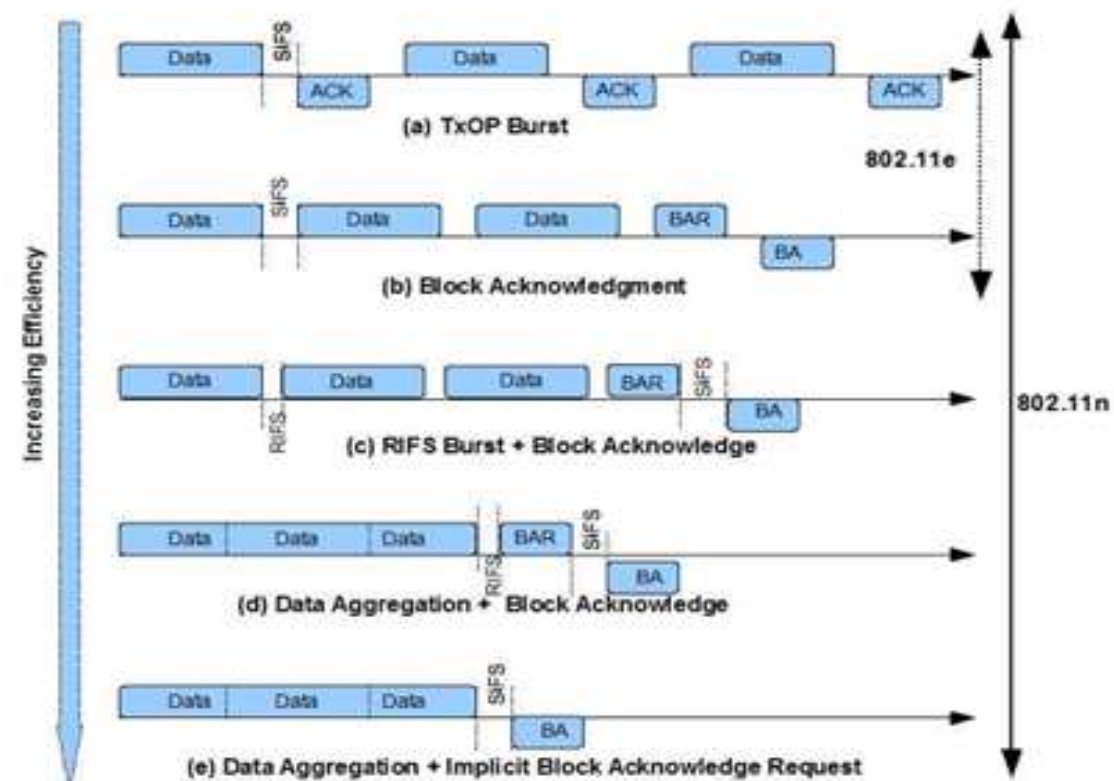 Data SIFS Data Data
ACK ACK ACK
(a) TxOP Burst
802.11e
Data SIFS Data Data BAR
BA
(b) Block Acknowledgment
Increasing Efficiency
Data Data Data BAR SIFS
RIFS BA
802.11n
(c) RIFS Burst + Block Acknowledge
Data Data Data BAR SIFS
RIFS BA
(d) Data Aggregation + Block Acknowledge
Data Data Data SIFS
BA
(e) Data Aggregation + Implicit Block Acknowledge Request